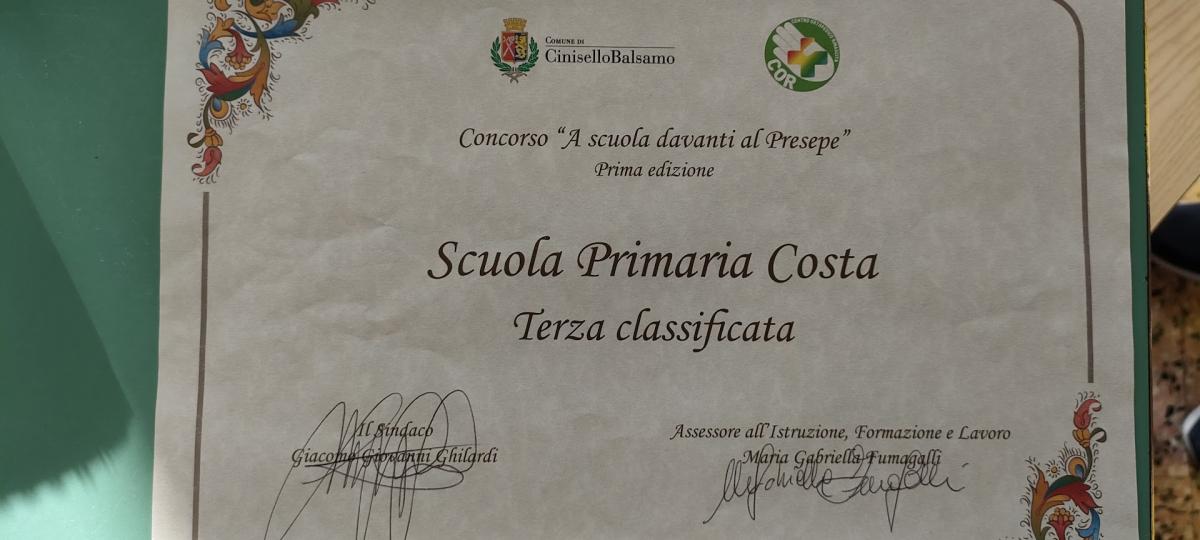 COMUNE DI
CiniselloBalsamo
COR
Concorso “A scuola davanti al Presepe”
Prima edizione
Scuola Primaria Costa
Terza classificata
Il Sindaco
Giacomo Giovanni Ghilardi
Assessore all'Istruzione, Formazione e Lavoro
Maria Gabriella Fumagalli